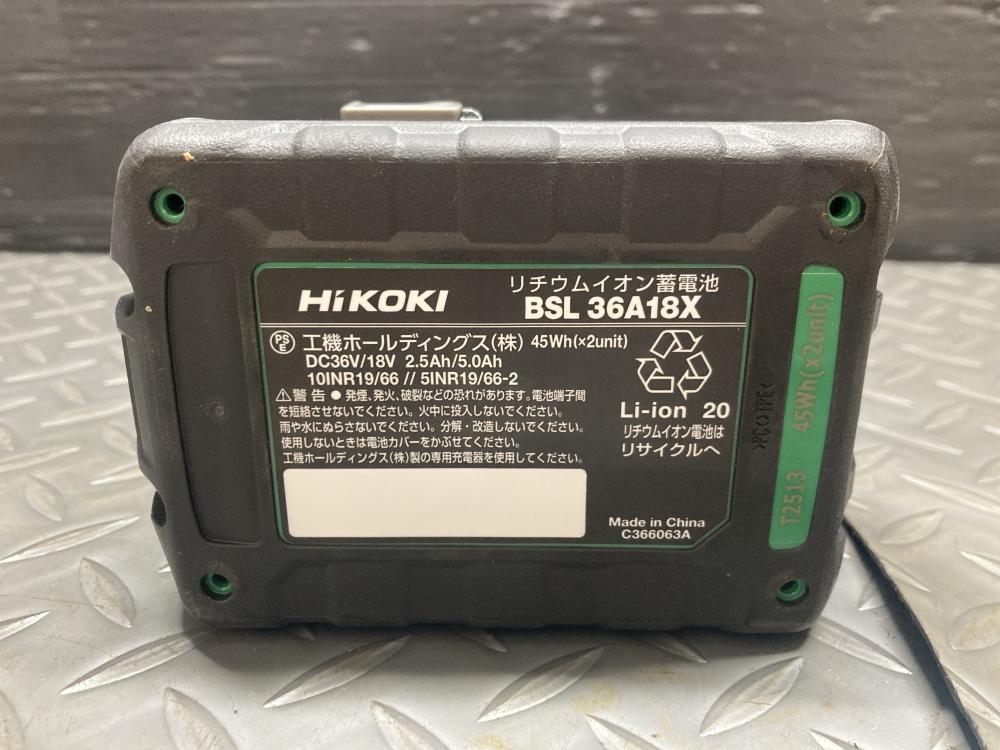 HiKOKI
リチウムイオン蓄電池
BSL 36A18X
PSE 工機ホールディングス(株) 45Wh(×2unit)
DC36V/18V 2.5Ah/5.0Ah
10INR19/66 // 5INR19/66-2
⚠警告 ● 発煙、発火、破裂などの恐れがあります。電池端子間
を短絡させないでください。火中に投入しないでください。
雨や水にぬらさないでください。分解・改造しないでください。
使用しないときは電池カバーをかぶせてください。
工機ホールディングス(株)製の専用充電器を使用してください。
Li-ion 20
リチウムイオン電池は
リサイクルへ
Made in China
C366063A
>PC+TPE<
T2513 45Wh(x2unit)